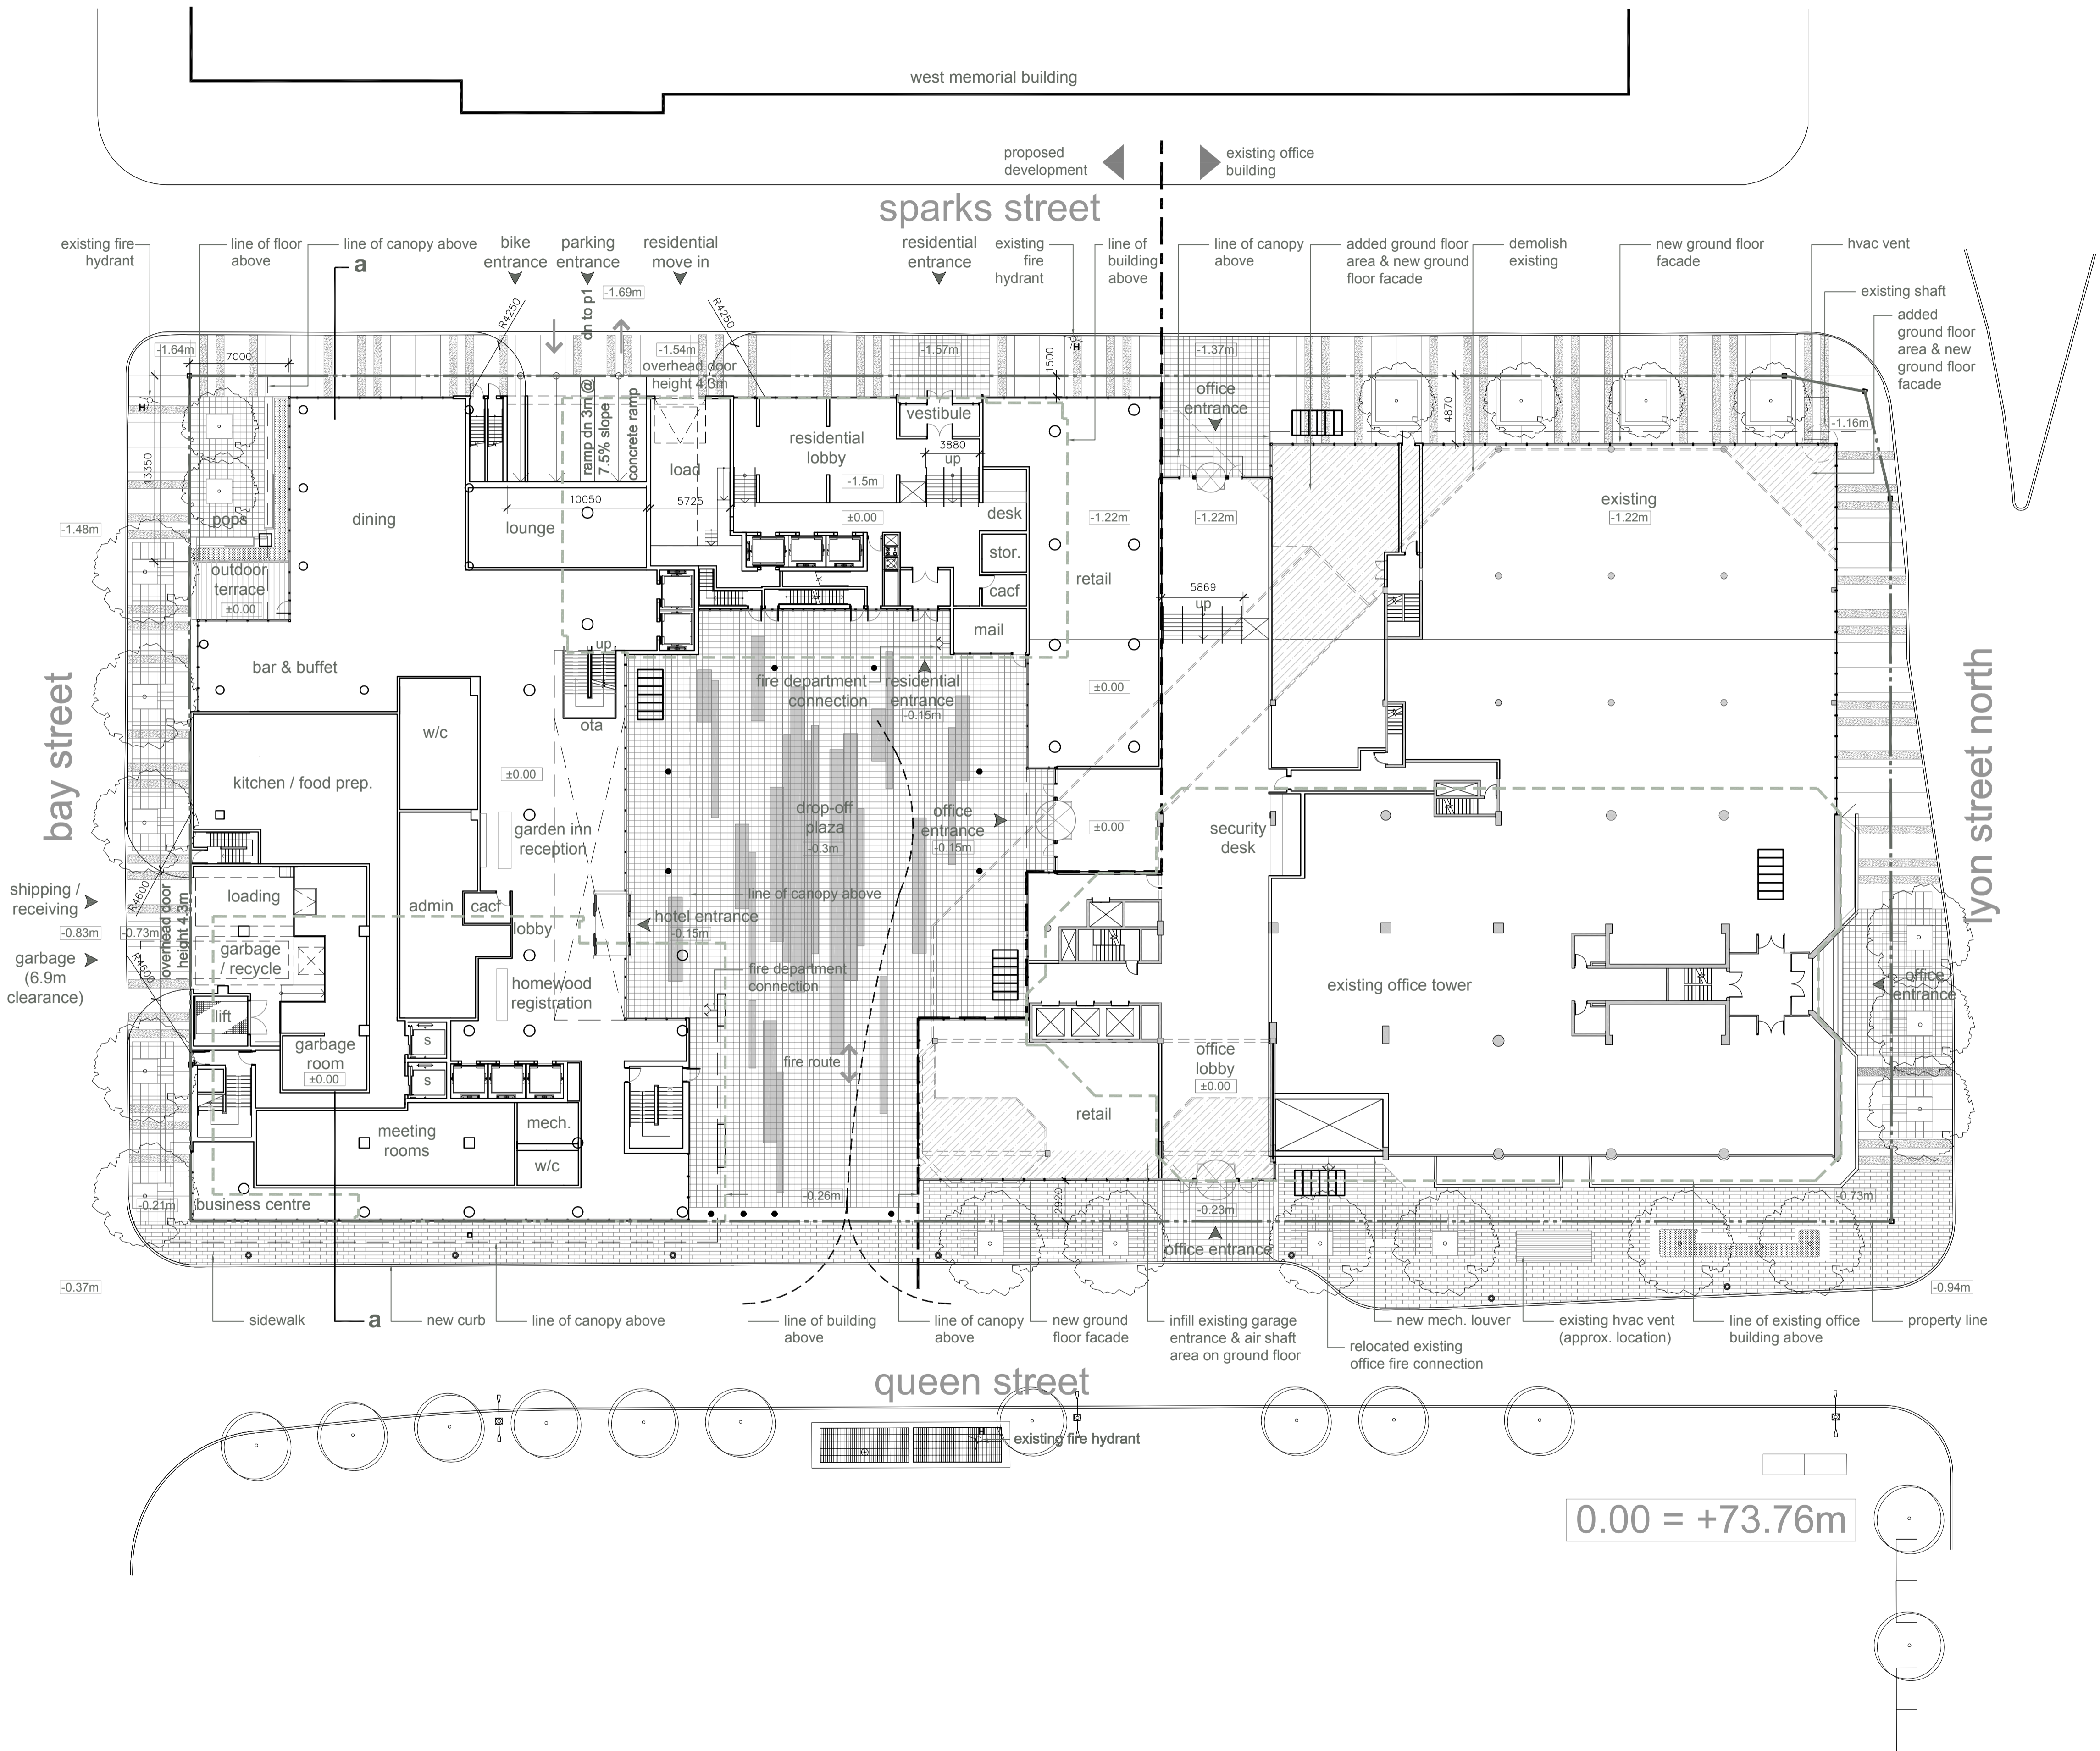 west memorial building
proposed
development
existing office
building
sparks street
existing fire
hydrant
line of floor
above
line of canopy above
a
bike
entrance
parking
entrance
residential
move in
residential
entrance
existing
fire
hydrant
line of
building
above
line of canopy
above
added ground floor
area & new ground
floor facade
demolish
existing
new ground floor
facade
hvac vent
existing shaft
added
ground floor
area & new
ground floor
facade
-1.69m
dn to p1
R4250
R4250
-1.64m
7000
-1.54m
overhead door
height 4.3m
-1.57m
1500
H
-1.37m
office
entrance
4870
-1.16m
H
13350
ramp dn 3m @
7.5% slope
concrete ramp
vestibule
3880
up
residential
lobby
load
-1.5m
10050
5725
pops
dining
lounge
±0.00
desk
-1.22m
-1.22m
existing
-1.22m
-1.48m
stor.
retail
cacf
outdoor
terrace
±0.00
5869
up
mail
up
bar & buffet
ota
fire department
connection
residential
entrance
-0.15m
±0.00
bay street
lyon street north
w/c
kitchen / food prep.
±0.00
drop-off
plaza
-0.3m
office
entrance
-0.15m
±0.00
garden inn
reception
security
desk
shipping /
receiving
R4600
overhead door
height 4.3m
loading
admin
cacf
lobby
line of canopy above
hotel entrance
-0.15m
-0.83m
-0.73m
garbage
(6.9m
clearance)
R4600
garbage
/ recycle
fire department
connection
homewood
registration
existing office tower
office
entrance
lift
garbage
room
±0.00
s
s
fire route
office
lobby
±0.00
retail
meeting
rooms
mech.
w/c
business centre
-0.21m
-0.26m
2920
-0.23m
office entrance
-0.73m
-0.37m
-0.94m
sidewalk
a
new curb
line of canopy above
line of building
above
line of canopy
above
new ground
floor facade
infill existing garage
entrance & air shaft
area on ground floor
new mech. louver
relocated existing
office fire connection
existing hvac vent
(approx. location)
line of existing office
building above
property line
queen street
H
existing fire hydrant
0.00 = +73.76m